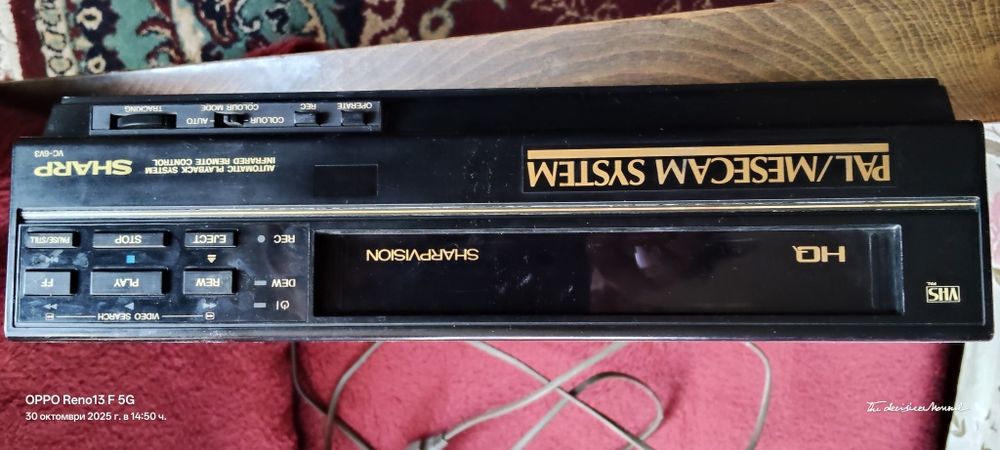 VHS
PAL
HQ
SHARPVISION
VIDEO SEARCH
DEW
REW
PLAY
FF
REC
EJECT
STOP
PAUSE/STILL
PAL/MESECAM SYSTEM
AUTOMATIC PLAYBACK SYSTEM
INFRARED REMOTE CONTROL
SHARP
VC-6V3
OPERATE
REC
COLOUR AUTO
COLOUR MODE
TRACKING
OPPO Reno13 F 5G
30 октомври 2025 г. в 14:50 ч.